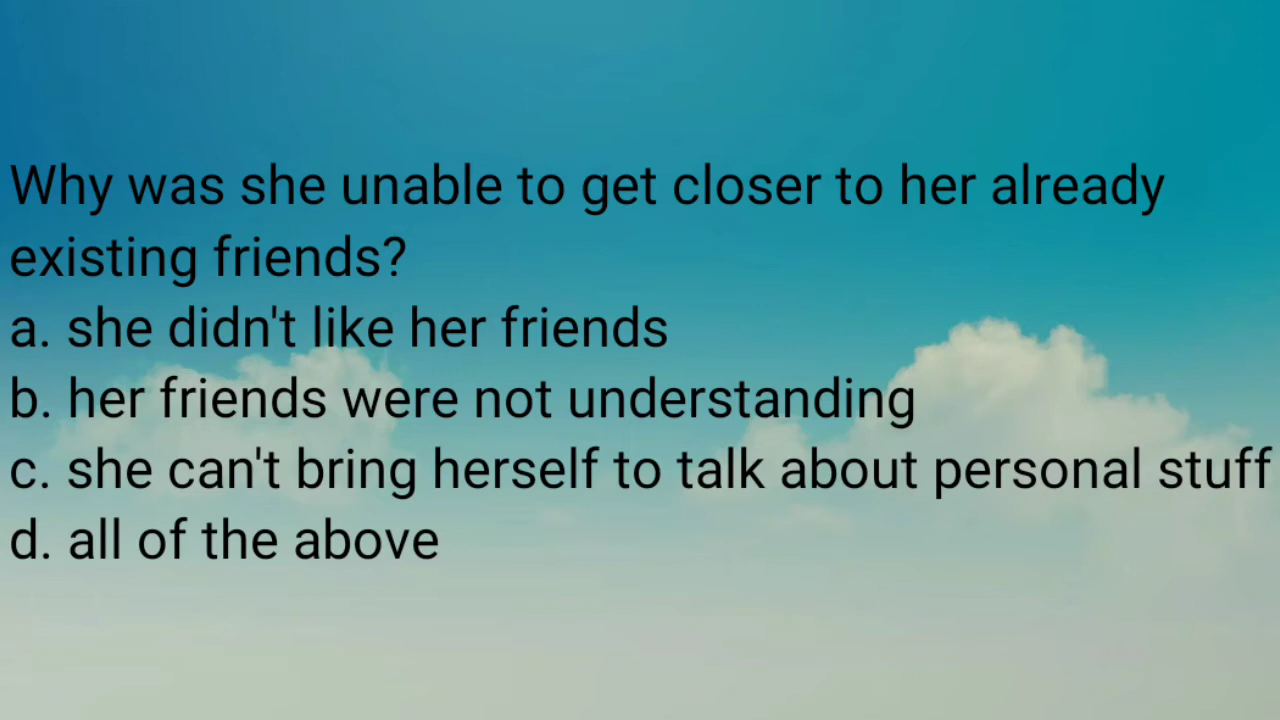 Why was she unable to get closer to her already
existing friends?
a. she didn't like her friends
b. her friends were not understanding
c. she can't bring herself to talk about personal stuff
d. all of the above